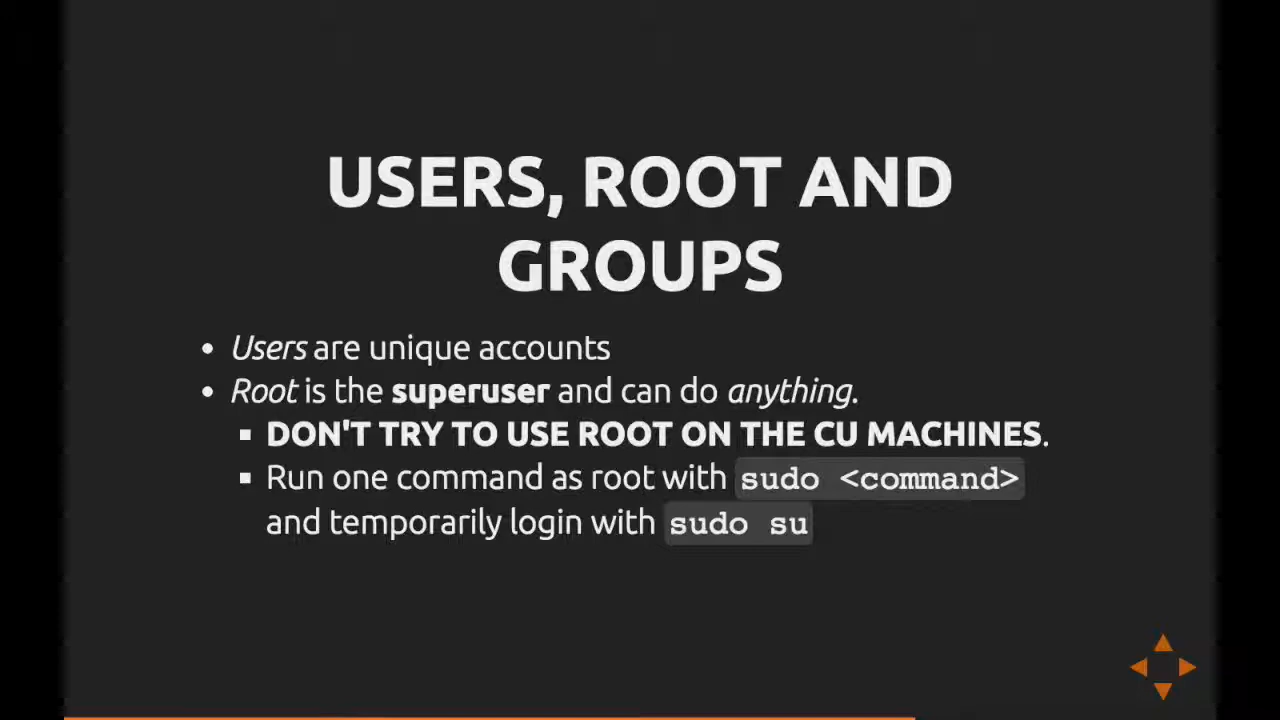 USERS, ROOT AND
GROUPS
• Users are unique accounts
• Root is the superuser and can do anything.
▪ DON'T TRY TO USE ROOT ON THE CU MACHINES.
▪ Run one command as root with sudo <command>
and temporarily login with sudo su